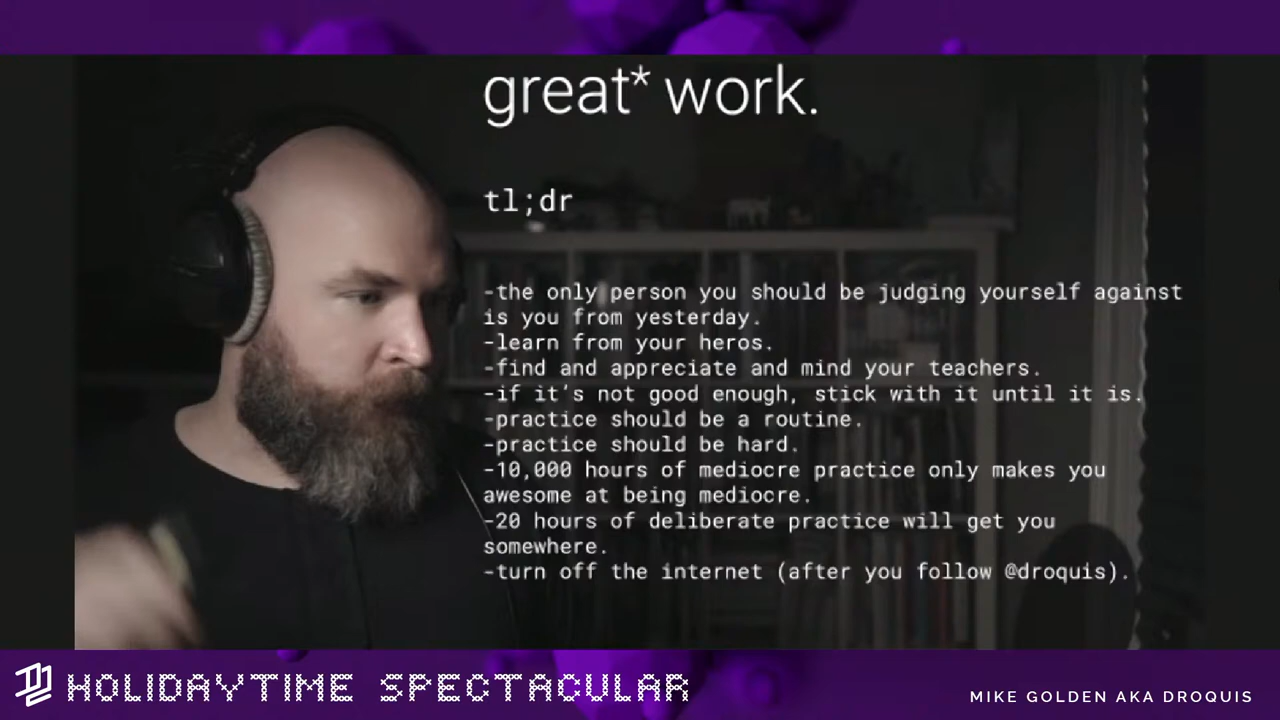 great* work.
tl;dr
-the only person you should be judging yourself against
is you from yesterday.
-learn from your heros.
-find and appreciate and mind your teachers.
-if it's not good enough, stick with it until it is.
-practice should be a routine.
-practice should be hard.
-10,000 hours of mediocre practice only makes you
awesome at being mediocre.
-20 hours of deliberate practice will get you
somewhere.
-turn off the internet (after you follow @droquis).
HOLIDAYTIME SPECTACULAR
MIKE GOLDEN AKA DROQUIS